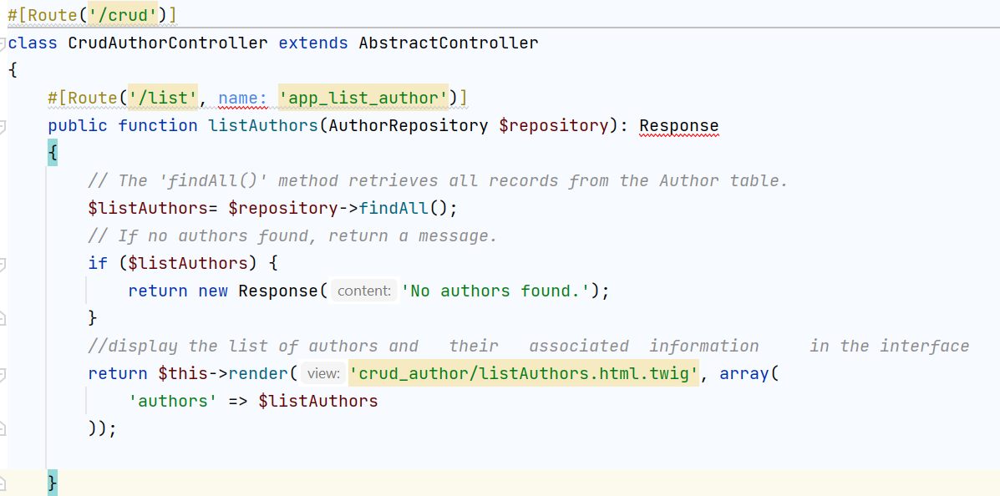 #[Route('/crud')]
class CrudAuthorController extends AbstractController
{
#[Route('/list', name: 'app_list_author')]
public function listAuthors(AuthorRepository $repository): Response
{
// The 'findAll()' method retrieves all records from the Author table.
$listAuthors= $repository->findAll();
// If no authors found, return a message.
if ($listAuthors) {
return new Response( content: 'No authors found.');
}
//display the list of authors and their associated information in the interface
return $this->render( view: 'crud_author/listAuthors.html.twig', array(
'authors' => $listAuthors
));
}